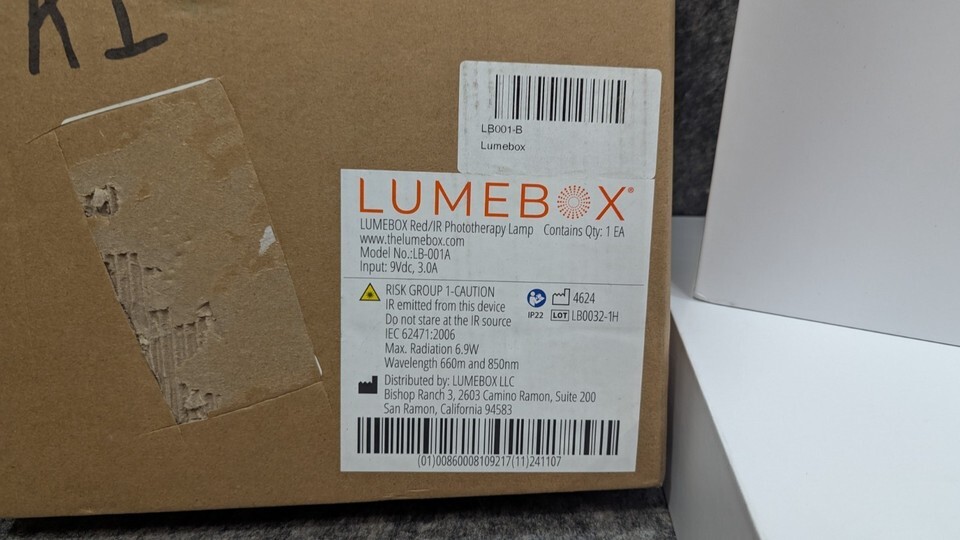 K1
LB001-B
Lumebox
LUMEBOX®
LUMEBOX Red/IR Phototherapy Lamp Contains Qty: 1 EA
www.thelumebox.com
Model No.:LB-001A
Input: 9Vdc, 3.0A
RISK GROUP 1-CAUTION
IR emitted from this device
Do not stare at the IR source
IEC 62471:2006
Max. Radiation 6.9W
Wavelength 660m and 850nm
IP22
4624
LOT LB0032-1H
Distributed by: LUMEBOX LLC
Bishop Ranch 3, 2603 Camino Ramon, Suite 200
San Ramon, California 94583
(01)00860008109217(11)241107